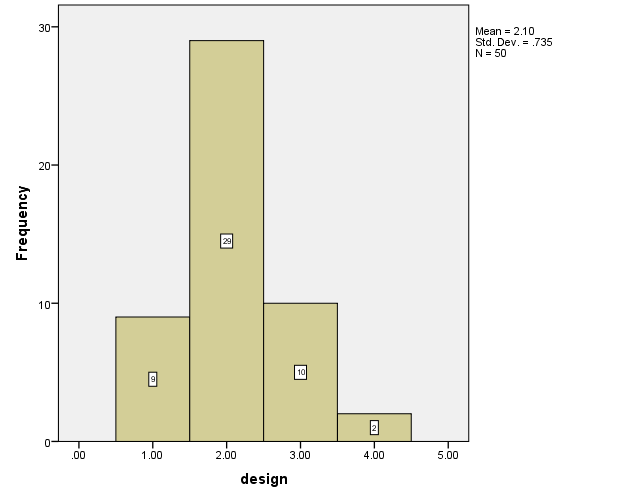 Mean = 2.10
Std. Dev. = .735
N = 50
30
20
10
0
Frequency
29
9
10
2
.00 1.00 2.00 3.00 4.00 5.00
design